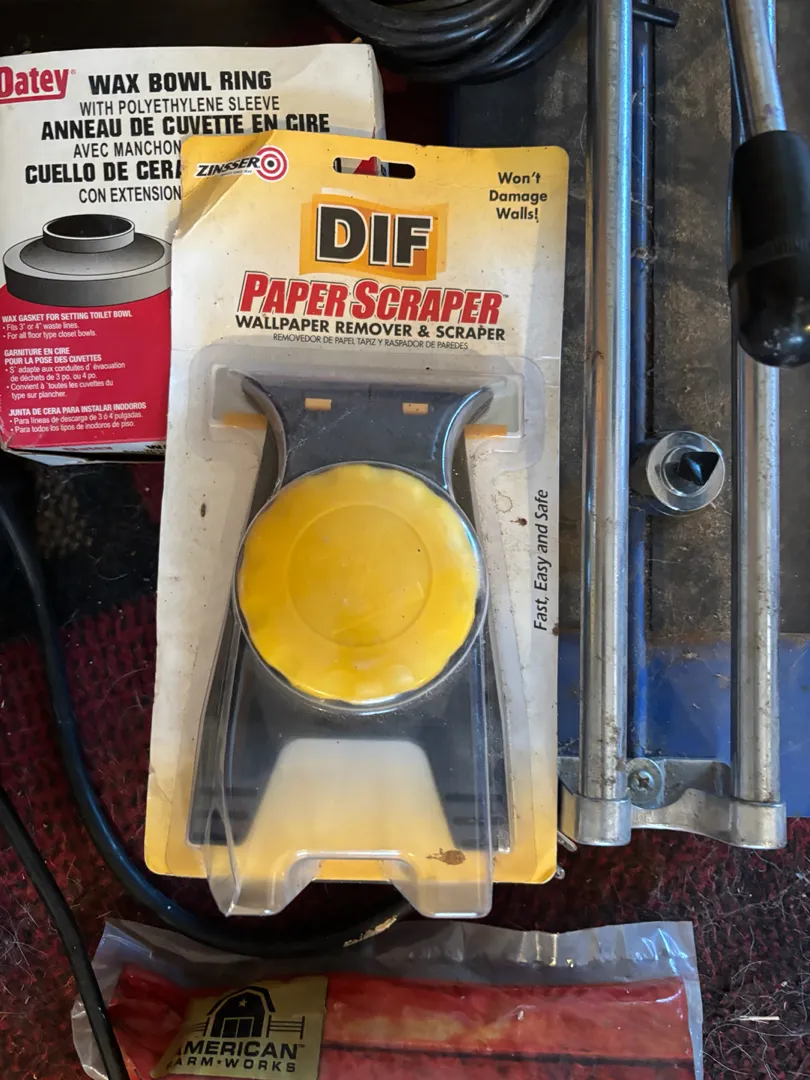 Oatey
WAX BOWL RING
WITH POLYETHYLENE SLEEVE
ANNEAU DE CUVETTE EN CIRE
AVEC MANCHON
CUELLO DE CERA
CON EXTENSION
WAX GASKET FOR SETTING TOILET BOWL
• Fits 3" or 4" waste lines.
• For all floor type closet bowls.
GARNITURE EN CIRE
POUR LA POSE DES CUVETTES
• S' adapte aux conduites d' évacuation
de déchets de 3 po. ou 4 po.
• Convient à toutes les cuvettes du
type sur plancher.
JUNTA DE CERA PARA INSTALAR INODOROS
• Para líneas de descarga de 3 ó 4 pulgadas.
• Para todos los tipos de inodoros de piso.
ZINSSER
Won't
Damage
Walls!
DIF
PAPER SCRAPER™
WALLPAPER REMOVER & SCRAPER
REMOVEDOR DE PAPEL TAPIZ Y RASPADOR DE PAREDES
Fast, Easy and Safe
AMERICAN
FARM★WORKS